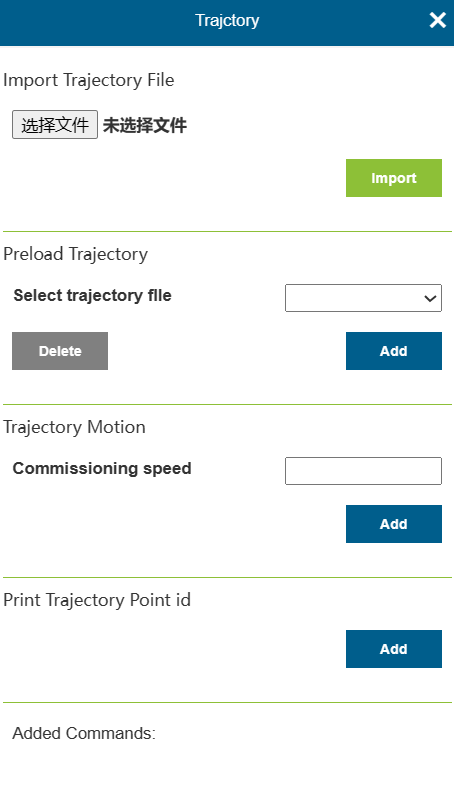 Trajctory
Import Trajectory File
选择文件 未选择文件
Import
Preload Trajectory
Select trajectory flle
Delete Add
Trajectory Motion
Commissioning speed
Add
Print Trajectory Point id
Add
Added Commands: